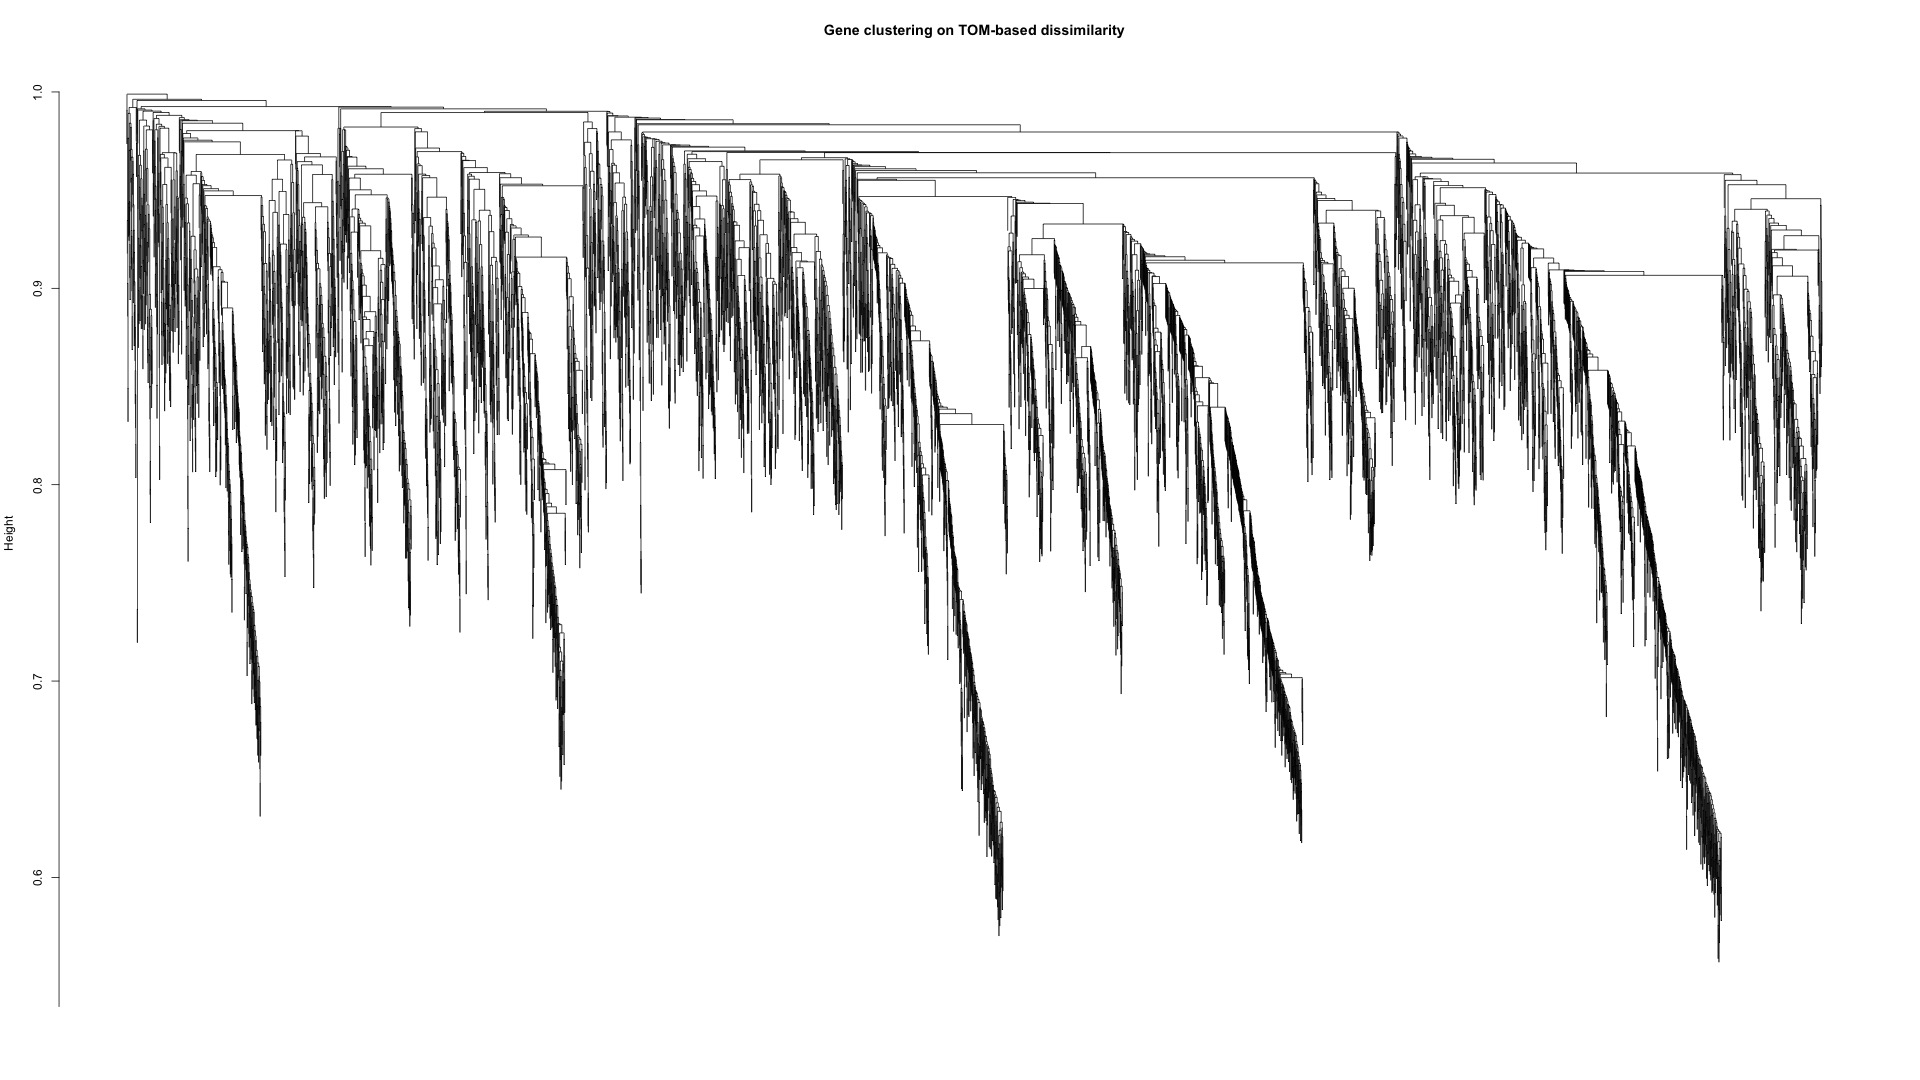 Gene clustering on TOM-based dissimilarity
Height
1.0
0.9
0.8
0.7
0.6